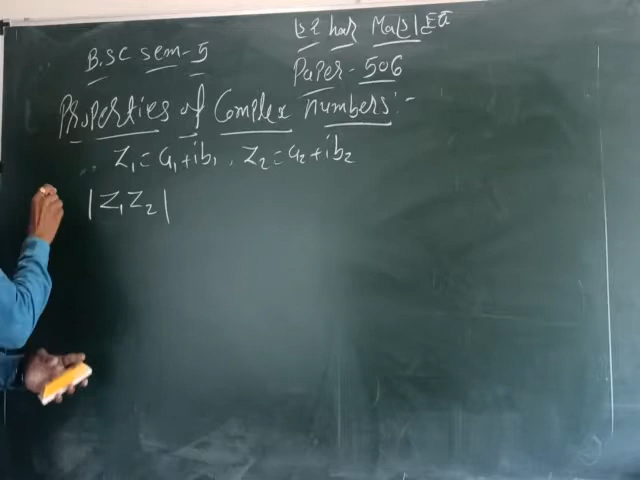 B.Sc sem-5
Paper-506
Properties of Complex numbers:-
Z₁=a₁+ib₁, Z₂=a₂+ib₂
|Z₁Z₂|